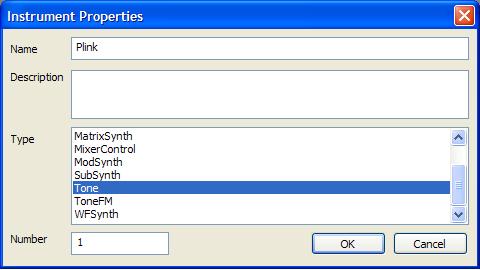 Instrument Properties
Name Plink
Description
Type
MatrixSynth
MixerControl
ModSynth
SubSynth
Tone
ToneFM
WFSynth
Number 1 OK Cancel